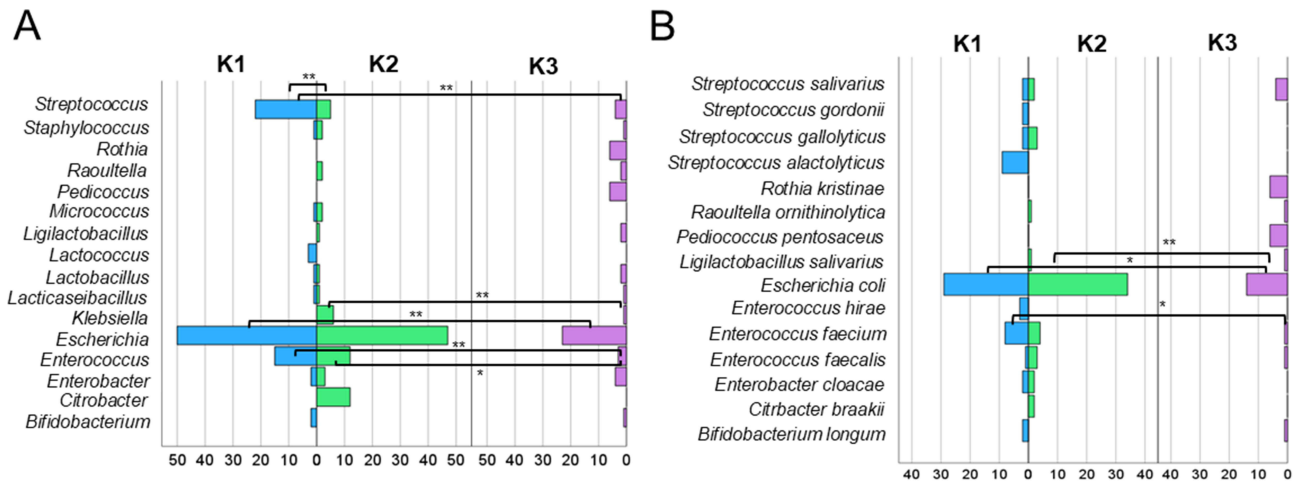 A
K1 K2 K3
**
**
Streptococcus
Staphylococcus
Rothia
Raoultella
Pedicoccus
Micrococcus
Ligilactobacillus
Lactococcus
Lactobacillus
Lacticaseibacillus
**
Klebsiella
**
Escherichia
**
Enterococcus
*
Enterobacter
Citrobacter
Bifidobacterium
50 40 30 20 10 0 10 20 30 40 50 50 40 30 20 10 0
B
K1 K2 K3
Streptococcus salivarius
Streptococcus gordonii
Streptococcus gallolyticus
Streptococcus alactolyticus
Rothia kristinae
Raoultella ornithinolytica
Pediococcus pentosaceus
**
Ligilactobacillus salivarius
*
Escherichia coli
Enterococcus hirae
*
Enterococcus faecium
Enterococcus faecalis
Enterobacter cloacae
Citrbacter braakii
Bifidobacterium longum
40 30 20 10 0 10 20 30 40 40 30 20 10 0